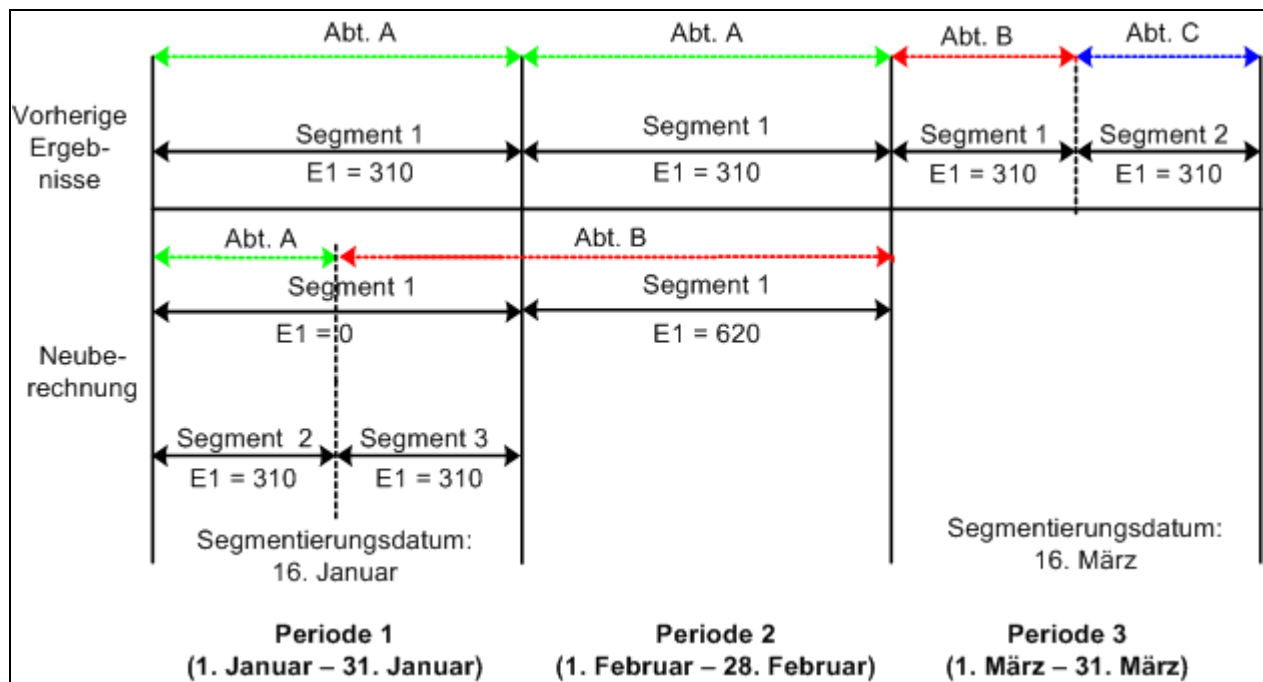 Abt. A
Abt. A
Abt. B
Abt. C
Vorherige
Ergeb-
nisse
Segment 1
E1 = 310
Segment 1
E1 = 310
Segment 1
E1 = 310
Segment 2
E1 = 310
Abt. A
Abt. B
Segment 1
E1 = 0
Segment 1
E1 = 620
Neube-
rechnung
Segment 2
E1 = 310
Segment 3
E1 = 310
Segmentierungsdatum:
16. Januar
Segmentierungsdatum:
16. März
Periode 1
(1. Januar – 31. Januar)
Periode 2
(1. Februar – 28. Februar)
Periode 3
(1. März – 31. März)